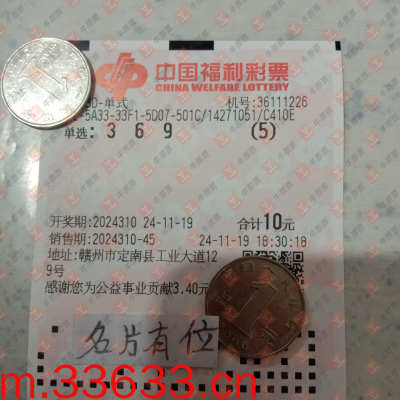 中国福利彩票
CHINA WELFARE LOTTERY
3D-单式 机号:36111226
-5A33-33F1-5D07-501C/14271051/C410E
单选: 3 6 9 (5)
开奖期:2024310 24-11-19 合计10元
销售期:2024310-45 24-11-19 18:30:18
地址:赣州市定南县工业大道12
9号
感谢您为公益事业贡献3.40元
名片有位
m.33633.cn